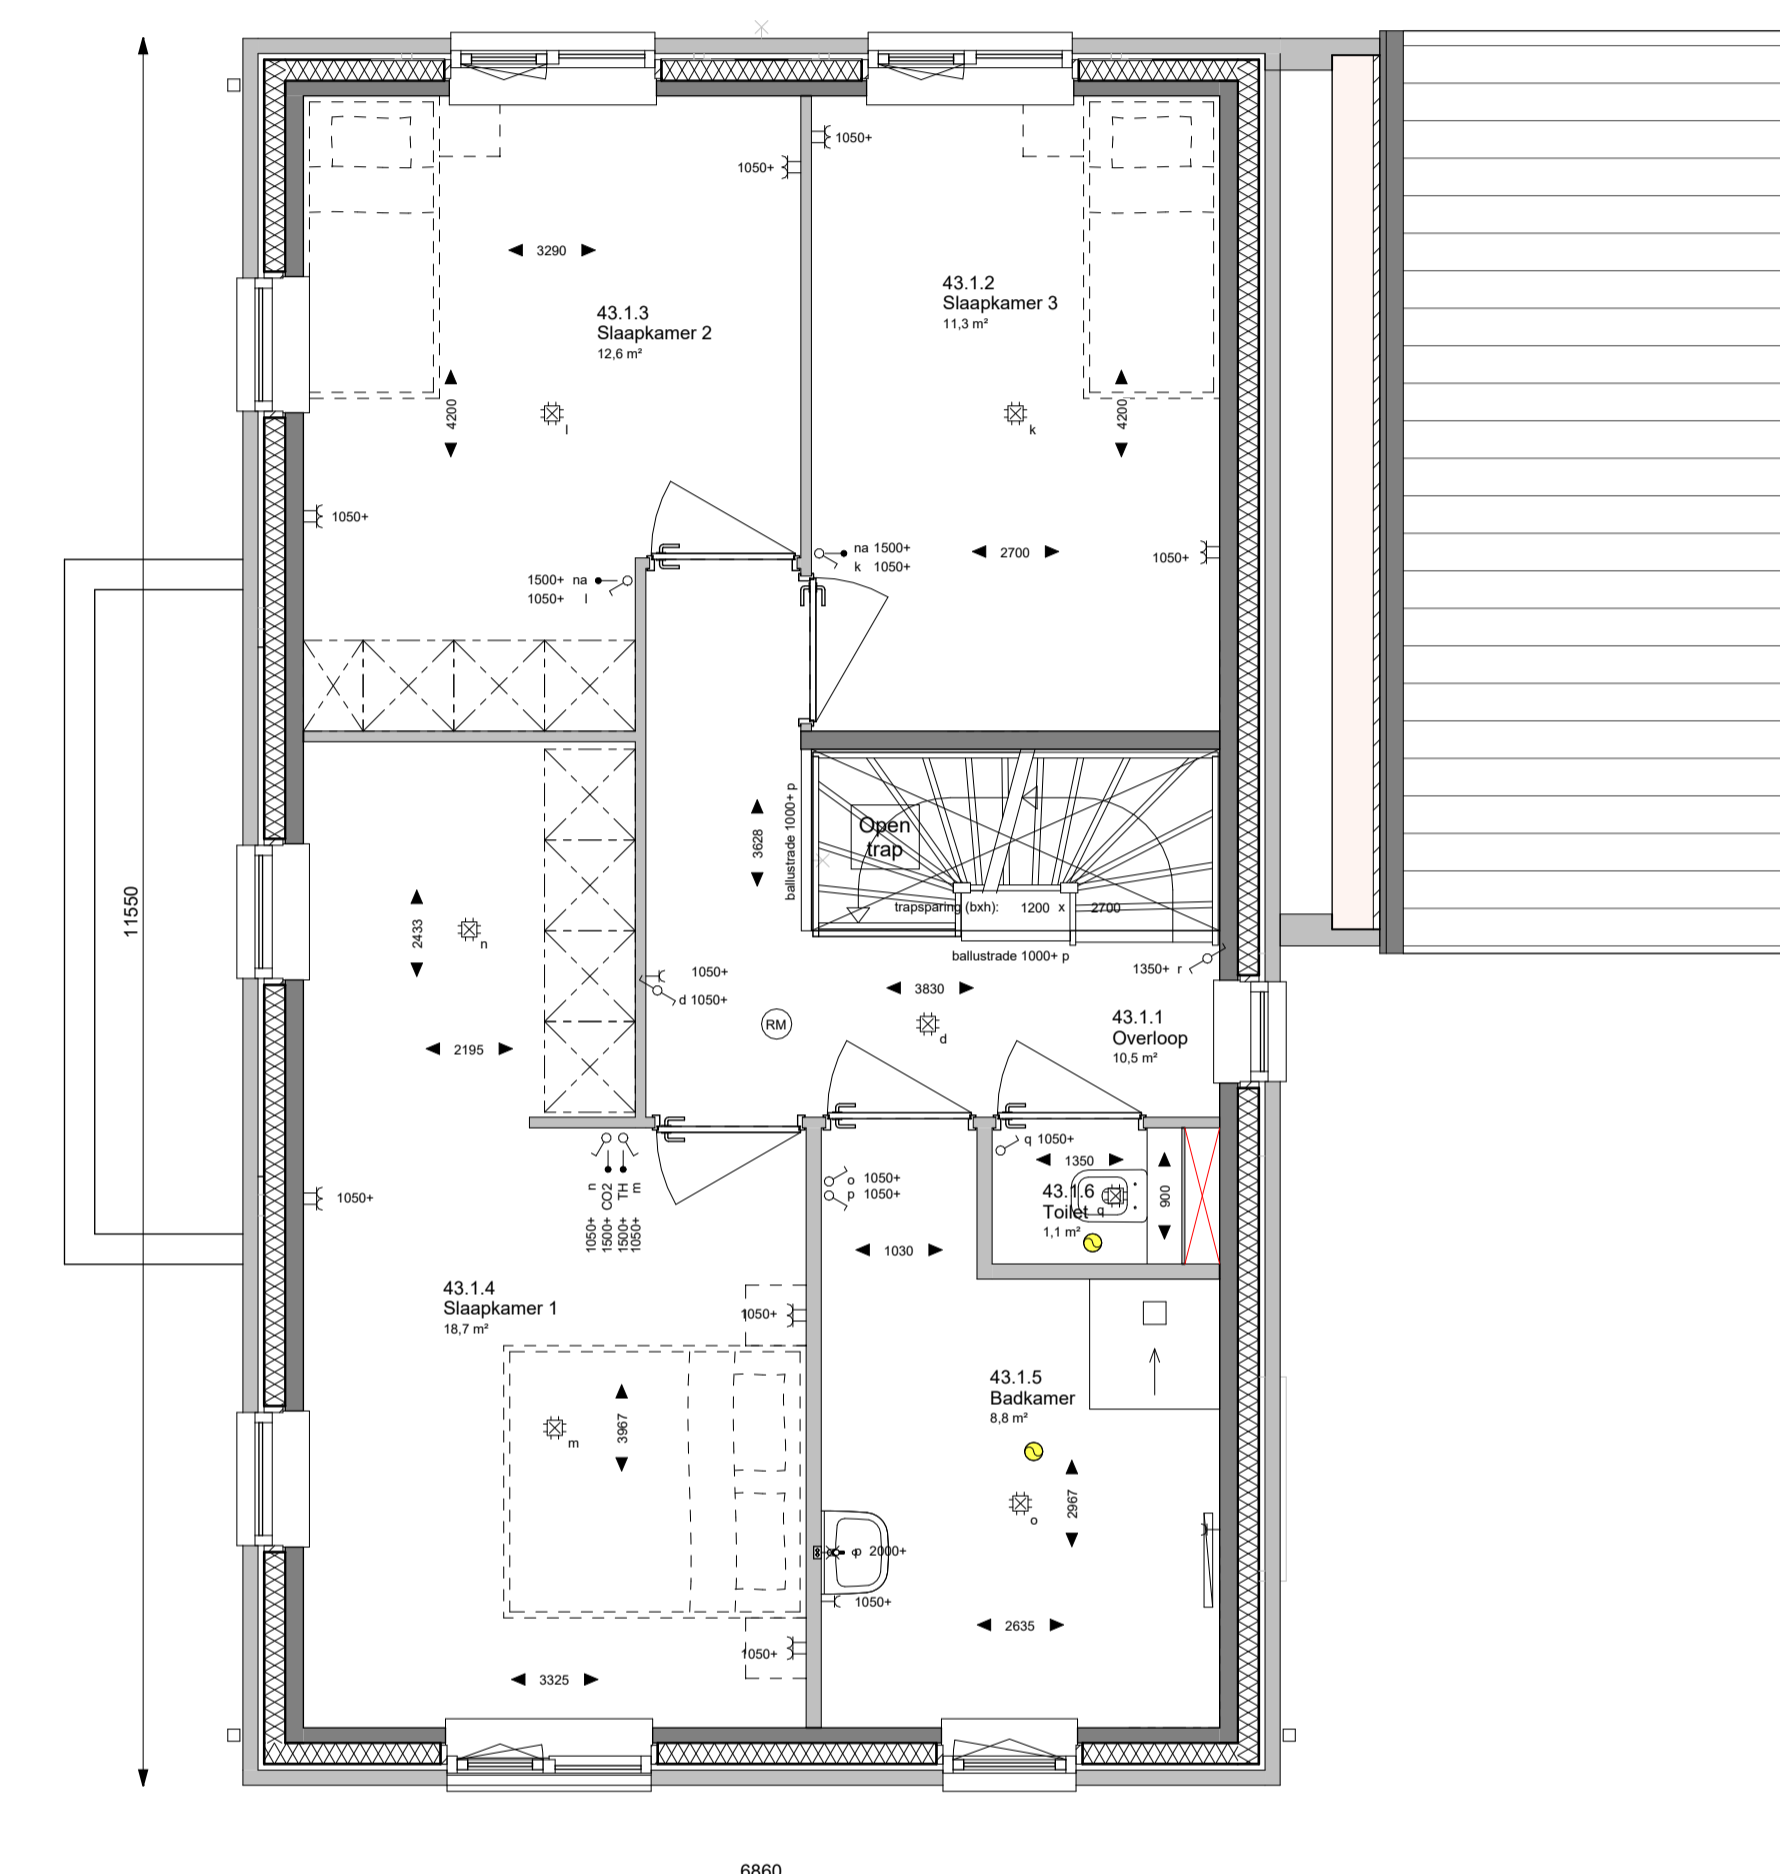 1050+
1050+
3290
43.1.3
Slaapkamer 2
12,6 m²
43.1.2
Slaapkamer 3
11,3 m²
4200
4200
l
k
1050+
na 1500+
k 1050+
2700
1050+
1500+ na
1050+ l
3628
ballustrade 1000+ p
Open
trap
trapsparing (bxh): 1200 x 2700
ballustrade 1000+ p
11550
2433
n
1050+
d 1050+
1350+ r
3830
RM
d
43.1.1
Overloop
10,5 m²
2195
1050+
1050+ n
1500+ CO2
1500+ TH
1050+ m
o 1050+
p 1050+
q 1050+
1350
900
43.1.6
Toilet
q
1,1 m²
1030
43.1.4
Slaapkamer 1
18,7 m²
1050+
3967
m
43.1.5
Badkamer
8,8 m²
2967
o
2000+
1050+
2635
1050+
3325
6860